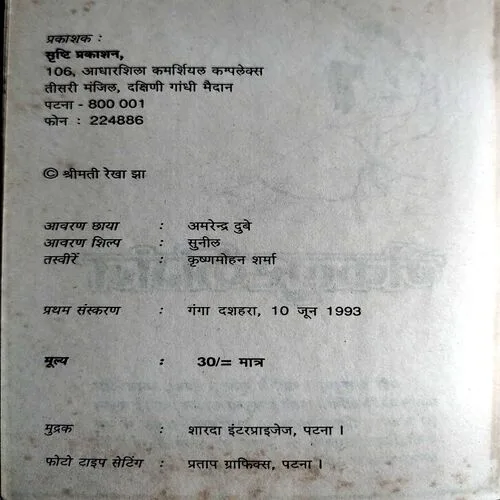 प्रकाशक :
सृष्टि प्रकाशन,
106, आधारशिला कमर्शियल कम्पलेक्स
तीसरी मंजिल, दक्षिणी गांधी मैदान
पटना - 800 001
फोन : 224886
© श्रीमती रेखा झा
आवरण छाया : अमरेन्द्र दुबे
आवरण शिल्प : सुनील
तस्वीरें : कृष्णमोहन शर्मा
प्रथम संस्करण : गंगा दशहरा, 10 जून 1993
मूल्य : 30/= मात्र
मुद्रक : शारदा इंटरप्राइजेज, पटना ।
फोटो टाइप सेटिंग : प्रताप ग्राफिक्स, पटना ।